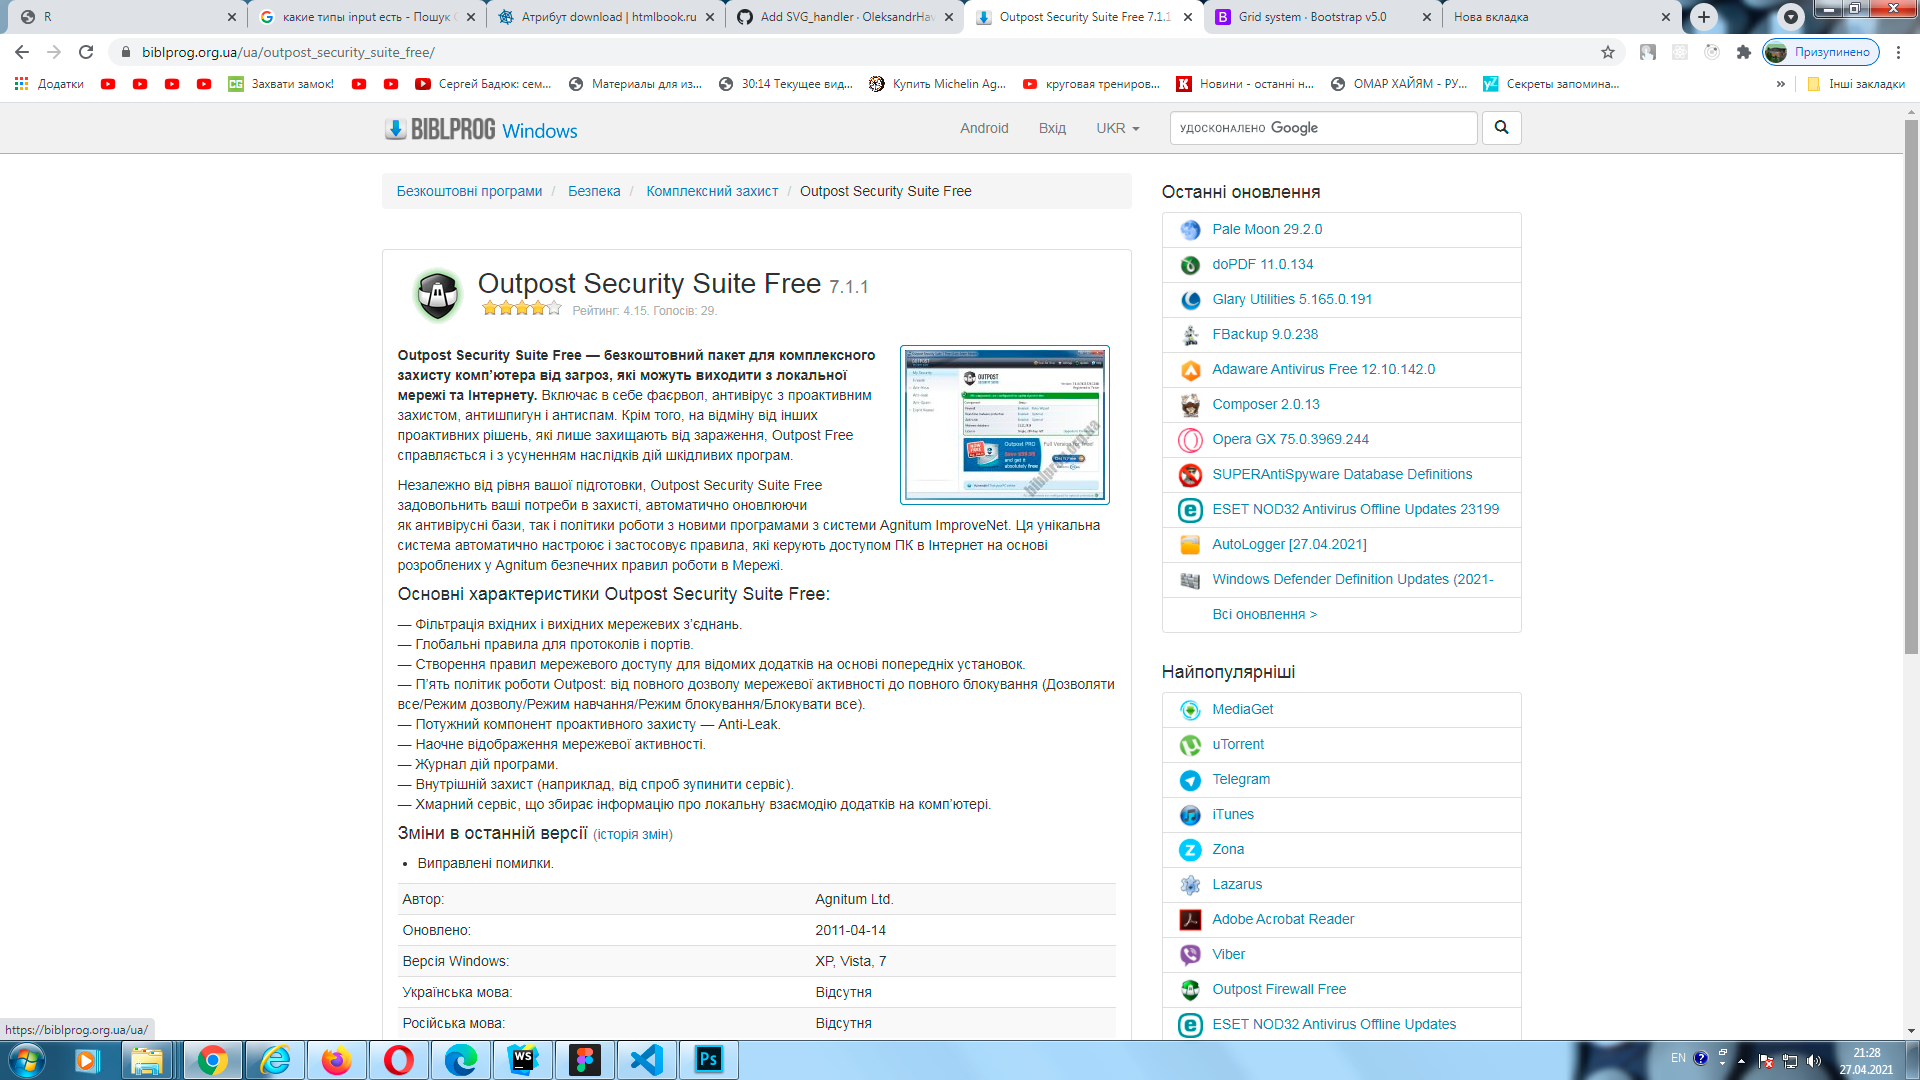 R
какие типы input есть - Пошук
Атрибут download | htmlbook.ru
Add SVG_handler · OleksandrHav
Outpost Security Suite Free 7.1.1
Grid system · Bootstrap v5.0
Нова вкладка
biblprog.org.ua/ua/outpost_security_suite_free/
Призупинено
Додатки
Захвати замок!
Сергей Бадюк: сем...
Материалы для из...
30:14 Текущее вид...
Купить Michelin Ag...
круговая трениров...
Новини - останні н...
ОМАР ХАЙЯМ - РУ...
Секреты запомина...
»
Інші закладки
BIBLPROG Windows
Android
Вхід
UKR
УДОСКОНАЛЕНО Google
Безкоштовні програми / Безпека / Комплексний захист / Outpost Security Suite Free
Outpost Security Suite Free 7.1.1
Рейтинг: 4.15. Голосів: 29.
Outpost Security Suite Free — безкоштовний пакет для комплексного
захисту комп’ютера від загроз, які можуть виходити з локальної
мережі та Інтернету. Включає в себе фаєрвол, антивірус з проактивним
захистом, антишпигун і антиспам. Крім того, на відміну від інших
проактивних рішень, які лише захищають від зараження, Outpost Free
справляється і з усуненням наслідків дій шкідливих програм.
OUTPOST
biblprog.org.ua
Незалежно від рівня вашої підготовки, Outpost Security Suite Free
задовольнить ваші потреби в захисті, автоматично оновлюючи
як антивірусні бази, так і політики роботи з новими програмами з системи Agnitum ImproveNet. Ця унікальна
система автоматично настроює і застосовує правила, які керують доступом ПК в Інтернет на основі
розроблених у Agnitum безпечних правил роботи в Мережі.
Основні характеристики Outpost Security Suite Free:
— Фільтрація вхідних і вихідних мережевих з’єднань.
— Глобальні правила для протоколів і портів.
— Створення правил мережевого доступу для відомих додатків на основі попередніх установок.
— П’ять політик роботи Outpost: від повного дозволу мережевої активності до повного блокування (Дозволяти
все/Режим дозволу/Режим навчання/Режим блокування/Блокувати все).
— Потужний компонент проактивного захисту — Anti-Leak.
— Наочне відображення мережевої активності.
— Журнал дій програми.
— Внутрішній захист (наприклад, від спроб зупинити сервіс).
— Хмарний сервіс, що збирає інформацію про локальну взаємодію додатків на комп’ютері.
Зміни в останній версії (історія змін)
• Виправлені помилки.
Автор: Agnitum Ltd.
Оновлено: 2011-04-14
Версія Windows: XP, Vista, 7
Українська мова: Відсутня
Російська мова: Відсутня
Останні оновлення
Pale Moon 29.2.0
doPDF 11.0.134
Glary Utilities 5.165.0.191
FBackup 9.0.238
Adaware Antivirus Free 12.10.142.0
Composer 2.0.13
Opera GX 75.0.3969.244
SUPERAntiSpyware Database Definitions
ESET NOD32 Antivirus Offline Updates 23199
AutoLogger [27.04.2021]
Windows Defender Definition Updates (2021-
Всі оновлення >
Найпопулярніші
MediaGet
uTorrent
Telegram
iTunes
Zona
Lazarus
Adobe Acrobat Reader
Viber
Outpost Firewall Free
ESET NOD32 Antivirus Offline Updates
https://biblprog.org.ua/ua/
WS
Ps
EN
21:28
27.04.2021